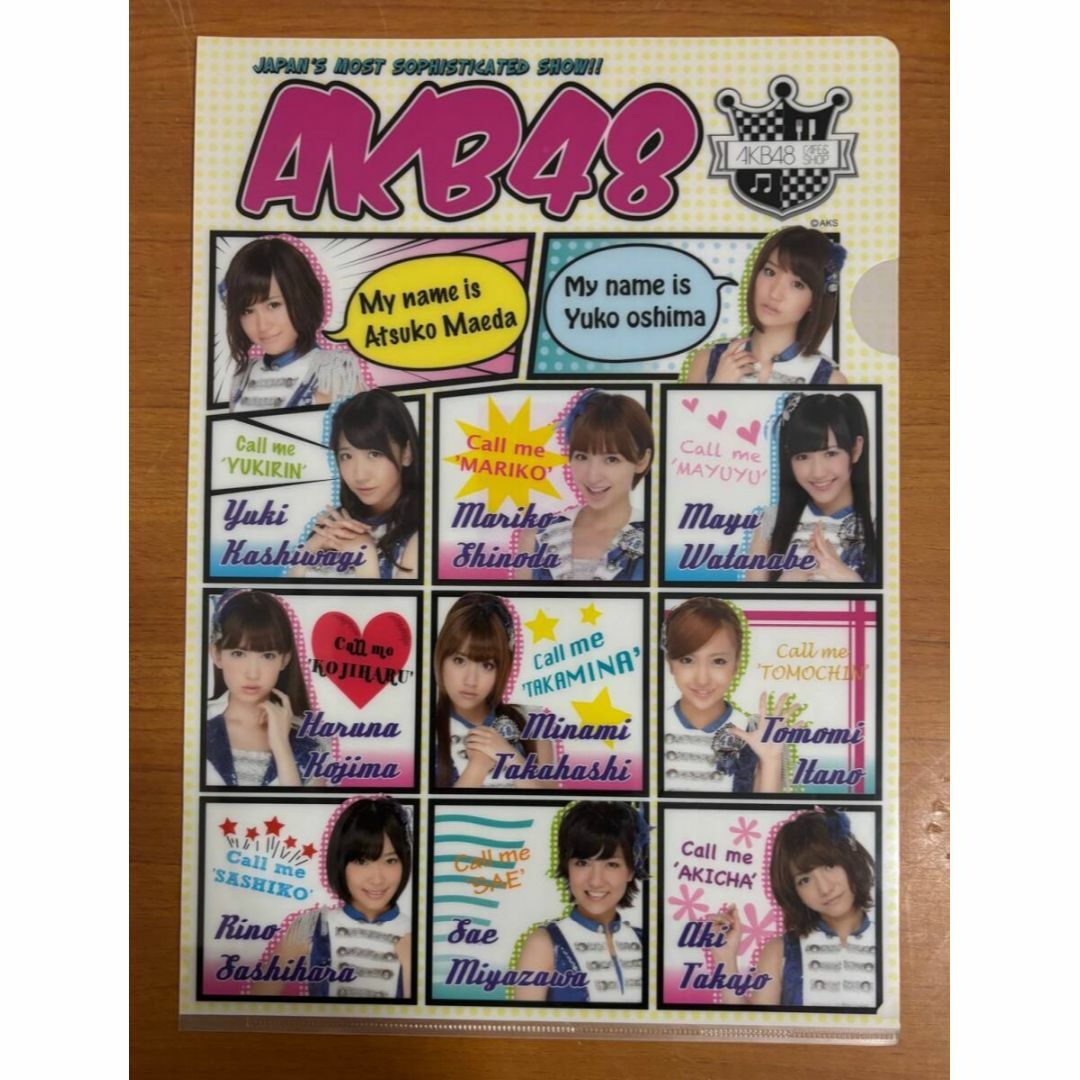 JAPAN'S MOST SOPHISTICATED SHOW!!
AKB48
AKB48 CAFE& SHOP
©AKS
My name is
Atsuko Maeda
My name is
Yuko oshima
Call me
'YUKIRIN'
Yuki
Kashiwagi
Call me
'MARIKO'
Mariko
Shinoda
Call me
'MAYUYU'
Mayu
Watanabe
Call me
'KOJIHARU'
Haruna
Kojima
Call me
'TAKAMINA'
Minami
Takahashi
Call me
'TOMOCHIN'
Tomomi
Itano
Call me
'SASHIKO'
Rino
Sashihara
Call me
'SAE'
Sae
Miyazawa
Call me
'AKICHA'
Aki
Takajo